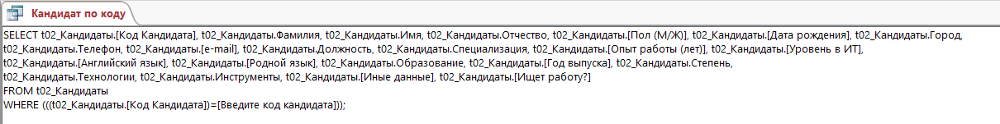 Кандидат по коду
SELECT t02_Кандидаты.[Код Кандидата], t02_Кандидаты.Фамилия, t02_Кандидаты.Имя, t02_Кандидаты.Отчество, t02_Кандидаты.[Пол (М/Ж)], t02_Кандидаты.[Дата рождения], t02_Кандидаты.Город,
t02_Кандидаты.Телефон, t02_Кандидаты.[e-mail], t02_Кандидаты.Должность, t02_Кандидаты.Специализация, t02_Кандидаты.[Опыт работы (лет)], t02_Кандидаты.[Уровень в ИТ],
t02_Кандидаты.[Английский язык], t02_Кандидаты.[Родной язык], t02_Кандидаты.Образование, t02_Кандидаты.[Год выпуска], t02_Кандидаты.Степень,
t02_Кандидаты.Технологии, t02_Кандидаты.Инструменты, t02_Кандидаты.[Иные данные], t02_Кандидаты.[Ищет работу?]
FROM t02_Кандидаты
WHERE (((t02_Кандидаты.[Код Кандидата])=[Введите код кандидата]));